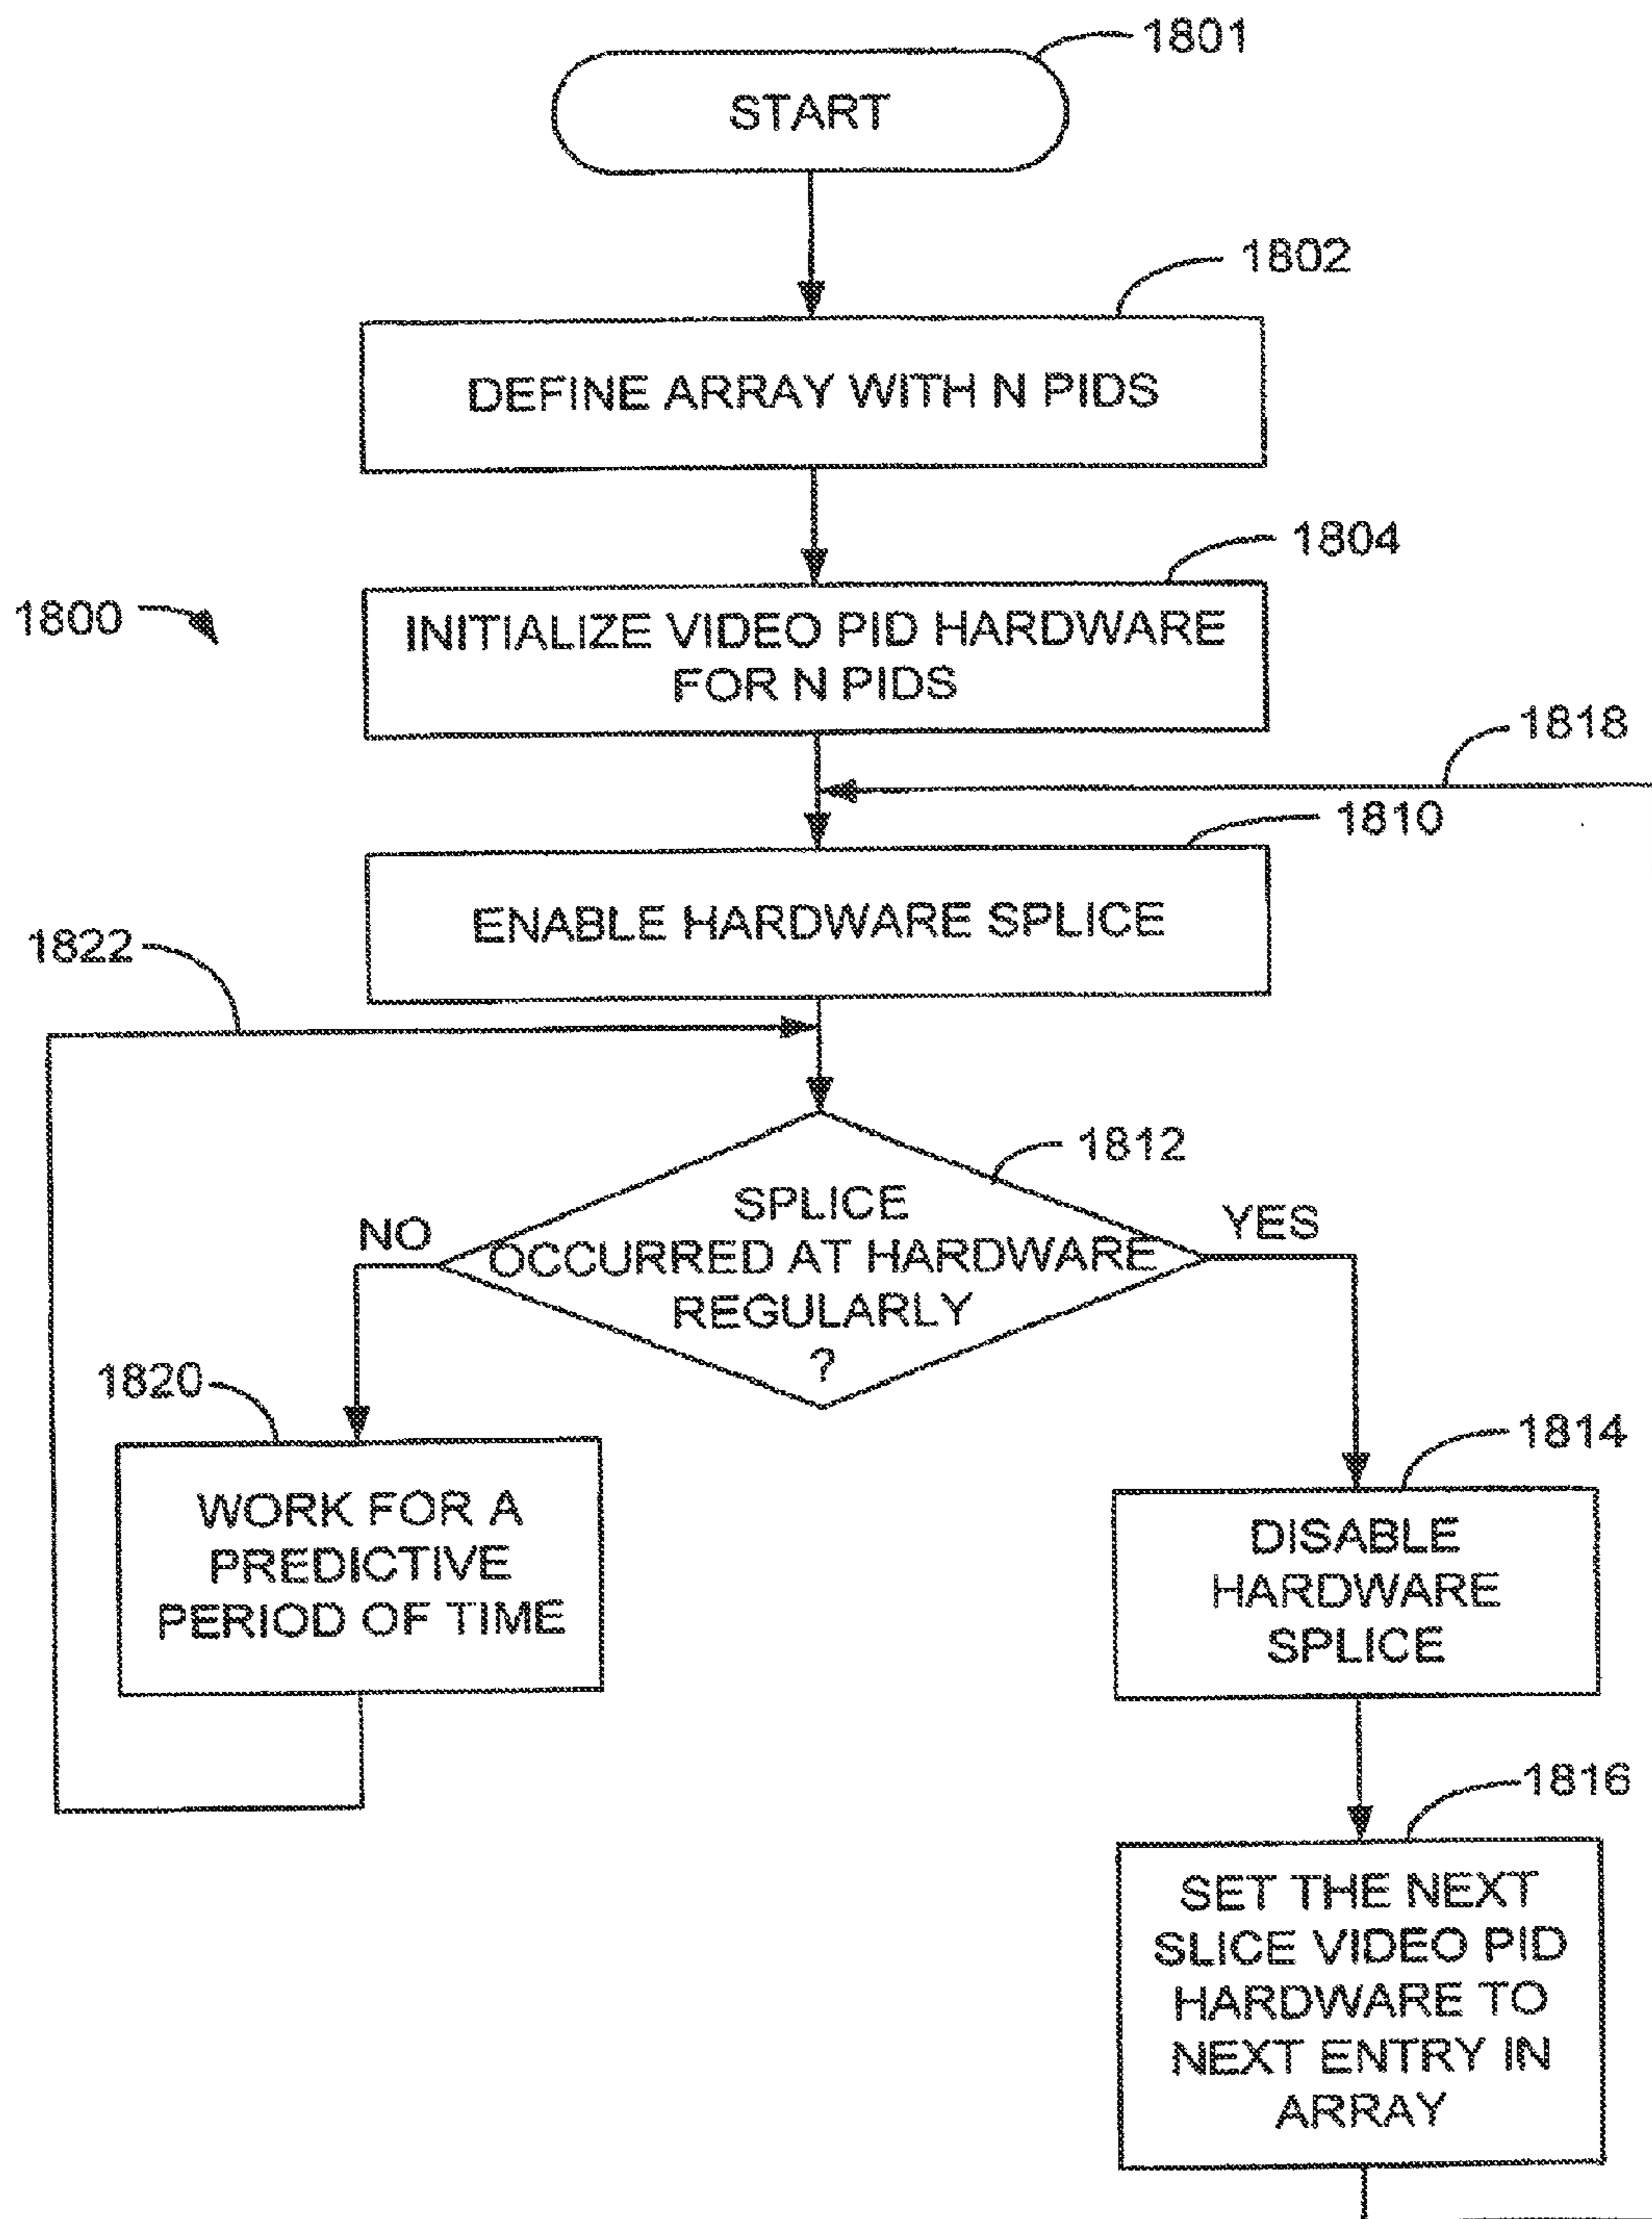 1801
START
1802
DEFINE ARRAY WITH N PIDS
1804
1800
INITIALIZE VIDEO PID HARDWARE
FOR N PIDS
1818
1810
ENABLE HARDWARE SPLICE
1822
1812
SPLICE
OCCURRED AT HARDWARE
REGULARLY
?
NO
YES
1820
WORK FOR A
PREDICTIVE
PERIOD OF TIME
1814
DISABLE
HARDWARE
SPLICE
1816
SET THE NEXT
SLICE VIDEO PID
HARDWARE TO
NEXT ENTRY IN
ARRAY